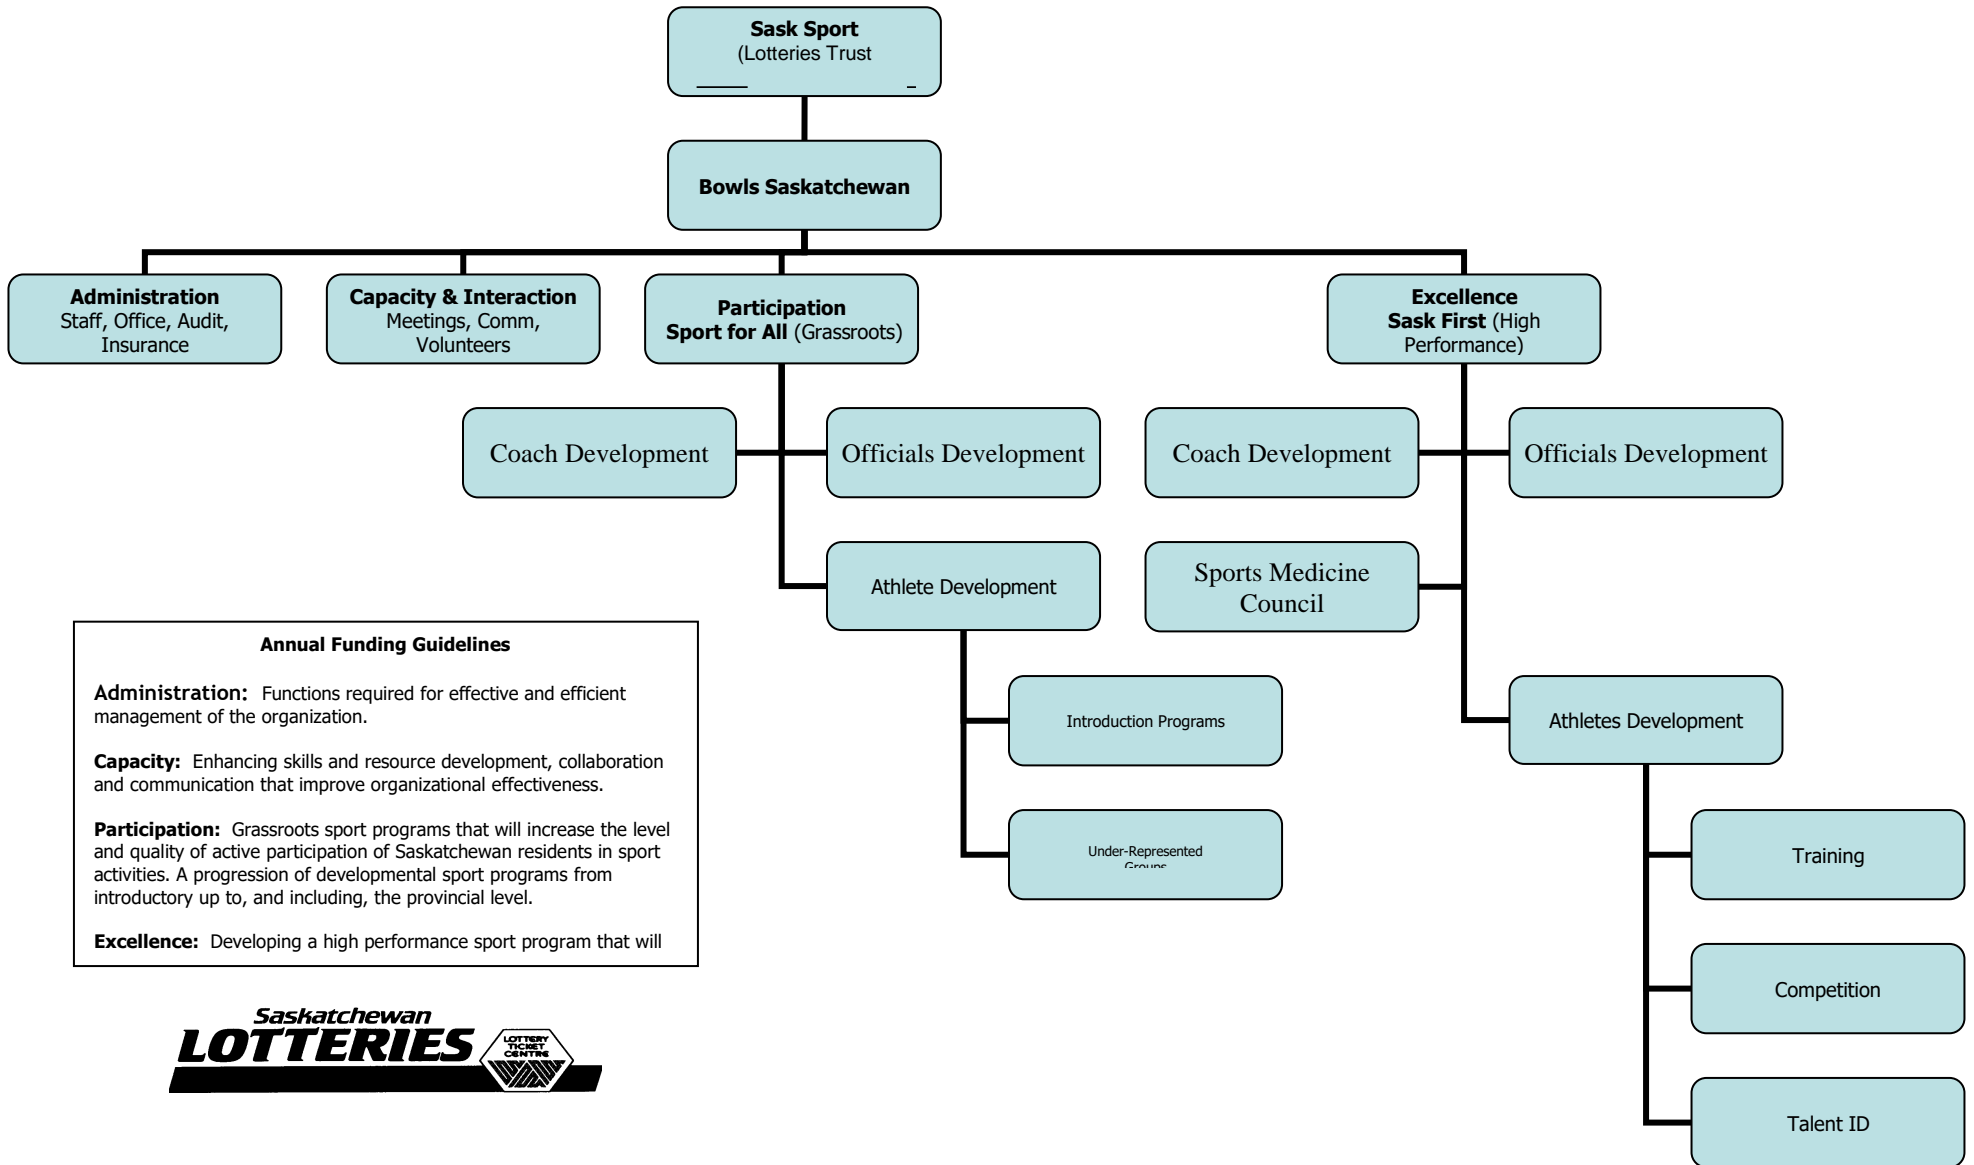 Sask Sport
(Lotteries Trust
Bowls Saskatchewan
Administration
Staff, Office, Audit,
Insurance
Capacity & Interaction
Meetings, Comm,
Volunteers
Participation
Sport for All (Grassroots)
Excellence
Sask First (High
Performance)
Coach Development
Officials Development
Coach Development
Officials Development
Athlete Development
Sports Medicine
Council
Introduction Programs
Athletes Development
Under-Represented
Groups
Training
Competition
Talent ID
Annual Funding Guidelines
Administration: Functions required for effective and efficient
management of the organization.
Capacity: Enhancing skills and resource development, collaboration
and communication that improve organizational effectiveness.
Participation: Grassroots sport programs that will increase the level
and quality of active participation of Saskatchewan residents in sport
activities. A progression of developmental sport programs from
introductory up to, and including, the provincial level.
Excellence: Developing a high performance sport program that will
Saskatchewan
LOTTERIES
LOTTERY
TICKET
CENTRE